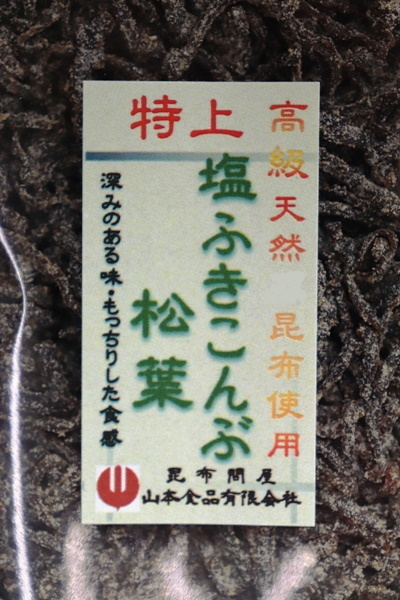 特上
高級天然 昆布使用
塩ふきこんぶ
松葉
深みのある味・もっちりした食感
昆布問屋
山本食品有限会社